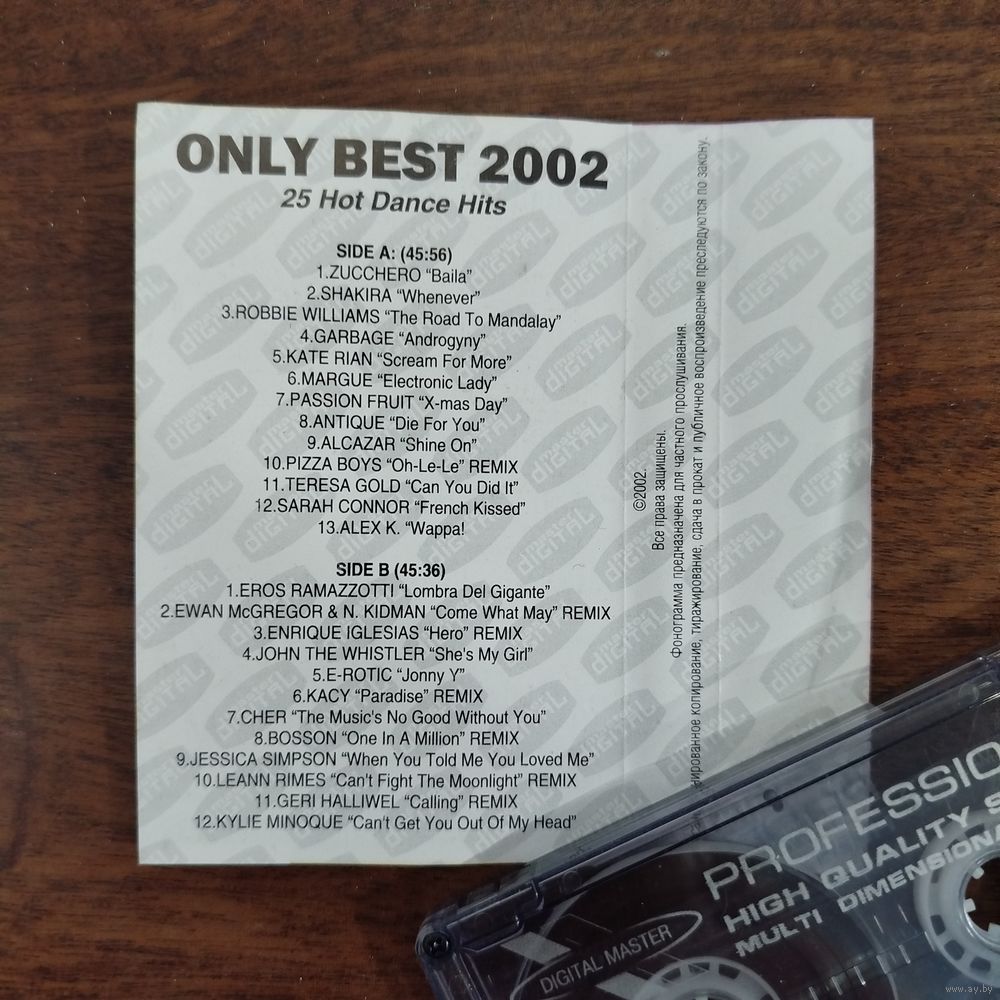 ONLY BEST 2002
25 Hot Dance Hits
SIDE A: (45:56)
1.ZUCCHERO “Baila”
2.SHAKIRA “Whenever”
3.ROBBIE WILLIAMS “The Road To Mandalay”
4.GARBAGE “Androgyny”
5.KATE RIAN “Scream For More”
6.MARGUE “Electronic Lady”
7.PASSION FRUIT “X-mas Day”
8.ANTIQUE “Die For You”
9.ALCAZAR “Shine On”
10.PIZZA BOYS “Oh-Le-Le” REMIX
11.TERESA GOLD “Can You Did It”
12.SARAH CONNOR “French Kissed”
13.ALEX K. “Wappa!
SIDE B (45:36)
1.EROS RAMAZZOTTI “Lombra Del Gigante”
2.EWAN McGREGOR & N. KIDMAN “Come What May” REMIX
3.ENRIQUE IGLESIAS “Hero” REMIX
4.JOHN THE WHISTLER “She's My Girl”
5.E-ROTIC “Jonny Y”
6.KACY “Paradise” REMIX
7.CHER “The Music's No Good Without You”
8.BOSSON “One In A Million” REMIX
9.JESSICA SIMPSON “When You Told Me You Loved Me”
10.LEANN RIMES “Can't Fight The Moonlight” REMIX
11.GERI HALLIWEL “Calling” REMIX
12.KYLIE MINOQUE “Can't Get You Out Of My Head”
©2002.
Все права защищены.
Фонограмма предназначена для частного прослушивания.
копирование, тиражирование, сдача в прокат и публичное воспроизведение преследуются по закону.
PROFESSIO
HIGH QUALITY S
MULTI DIMENSION
DIGITAL MASTER
www.ay.by